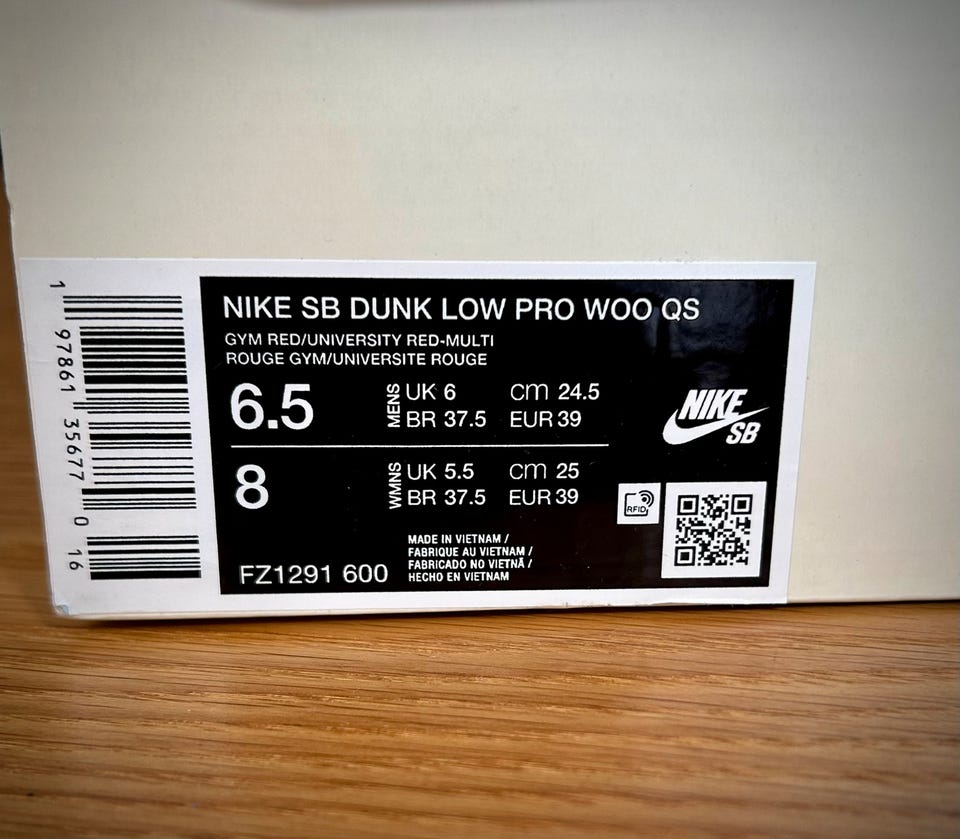 1 97861 35677 0 16
NIKE SB DUNK LOW PRO WOO QS
GYM RED/UNIVERSITY RED-MULTI
ROUGE GYM/UNIVERSITE ROUGE
6.5 MENS UK 6 cm 24.5
BR 37.5 EUR 39
8 WMNS UK 5.5 cm 25
BR 37.5 EUR 39
NIKE
SB
RFID
MADE IN VIETNAM /
FABRIQUE AU VIETNAM /
FABRICADO NO VIETNÃ /
HECHO EN VIETNAM
FZ1291 600